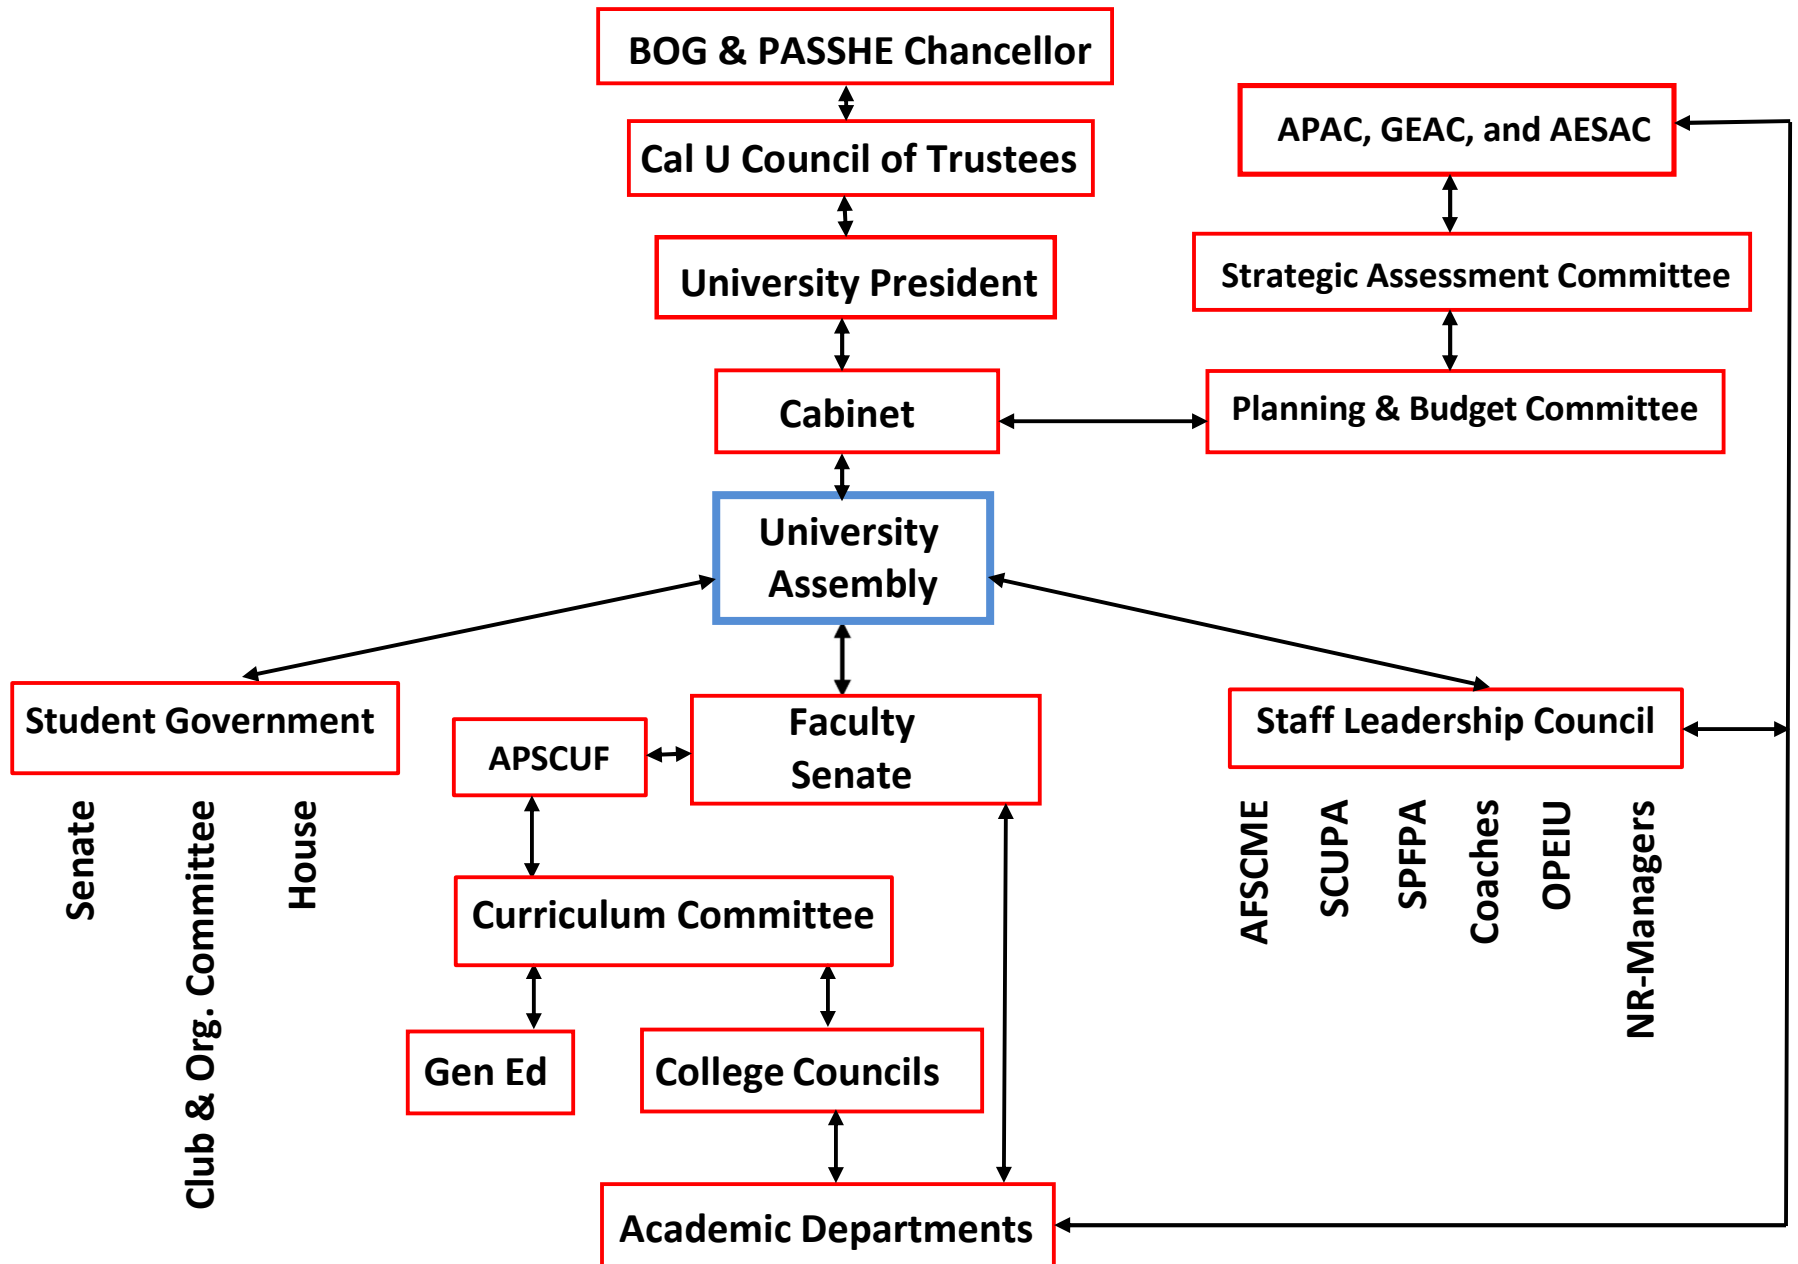 BOG & PASSHE Chancellor
APAC, GEAC, and AESAC
Cal U Council of Trustees
University President
Strategic Assessment Committee
Cabinet
Planning & Budget Committee
University
Assembly
Student Government
APSCUF
Faculty
Senate
Staff Leadership Council
Senate
Club & Org. Committee
House
AFSCME
SCUPA
SPFPA
Coaches
OPEIU
NR-Managers
Curriculum Committee
Gen Ed
College Councils
Academic Departments